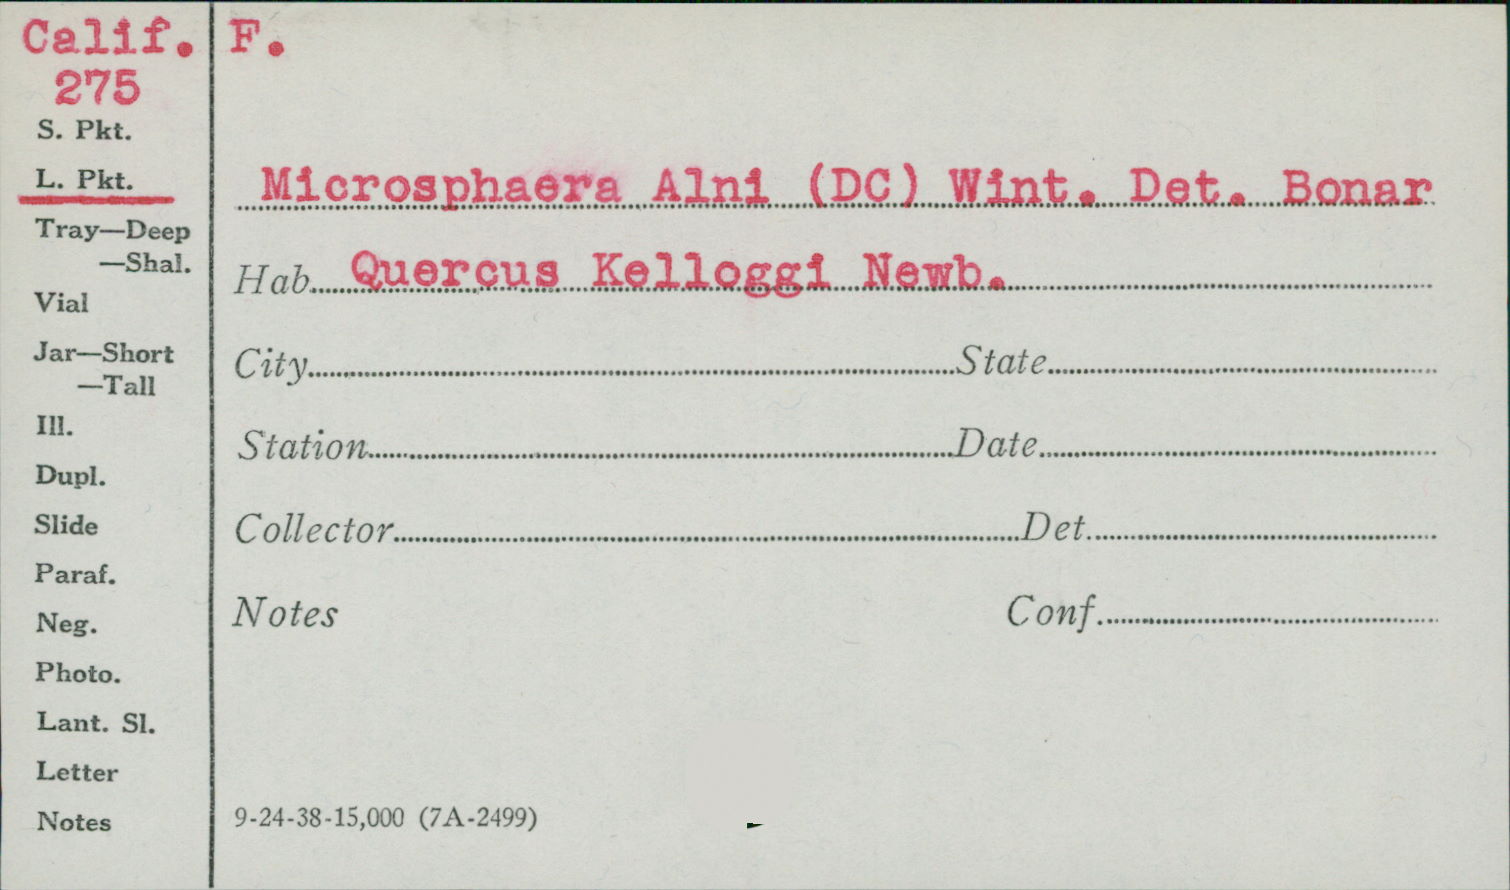 Calif. F.
275
S. Pkt.
L. Pkt.
Microsphaera Alni (DC) Wint. Det. Bonar
Tray—Deep
—Shal.
Hab. Quercus Kelloggi Newb.
Vial
City State
Jar—Short
—Tall
Ill.
Station Date
Dupl.
Slide
Collector Det.
Paraf.
Neg.
Notes Conf.
Photo.
Lant. Sl.
Letter
Notes
9-24-38-15,000 (7A-2499)